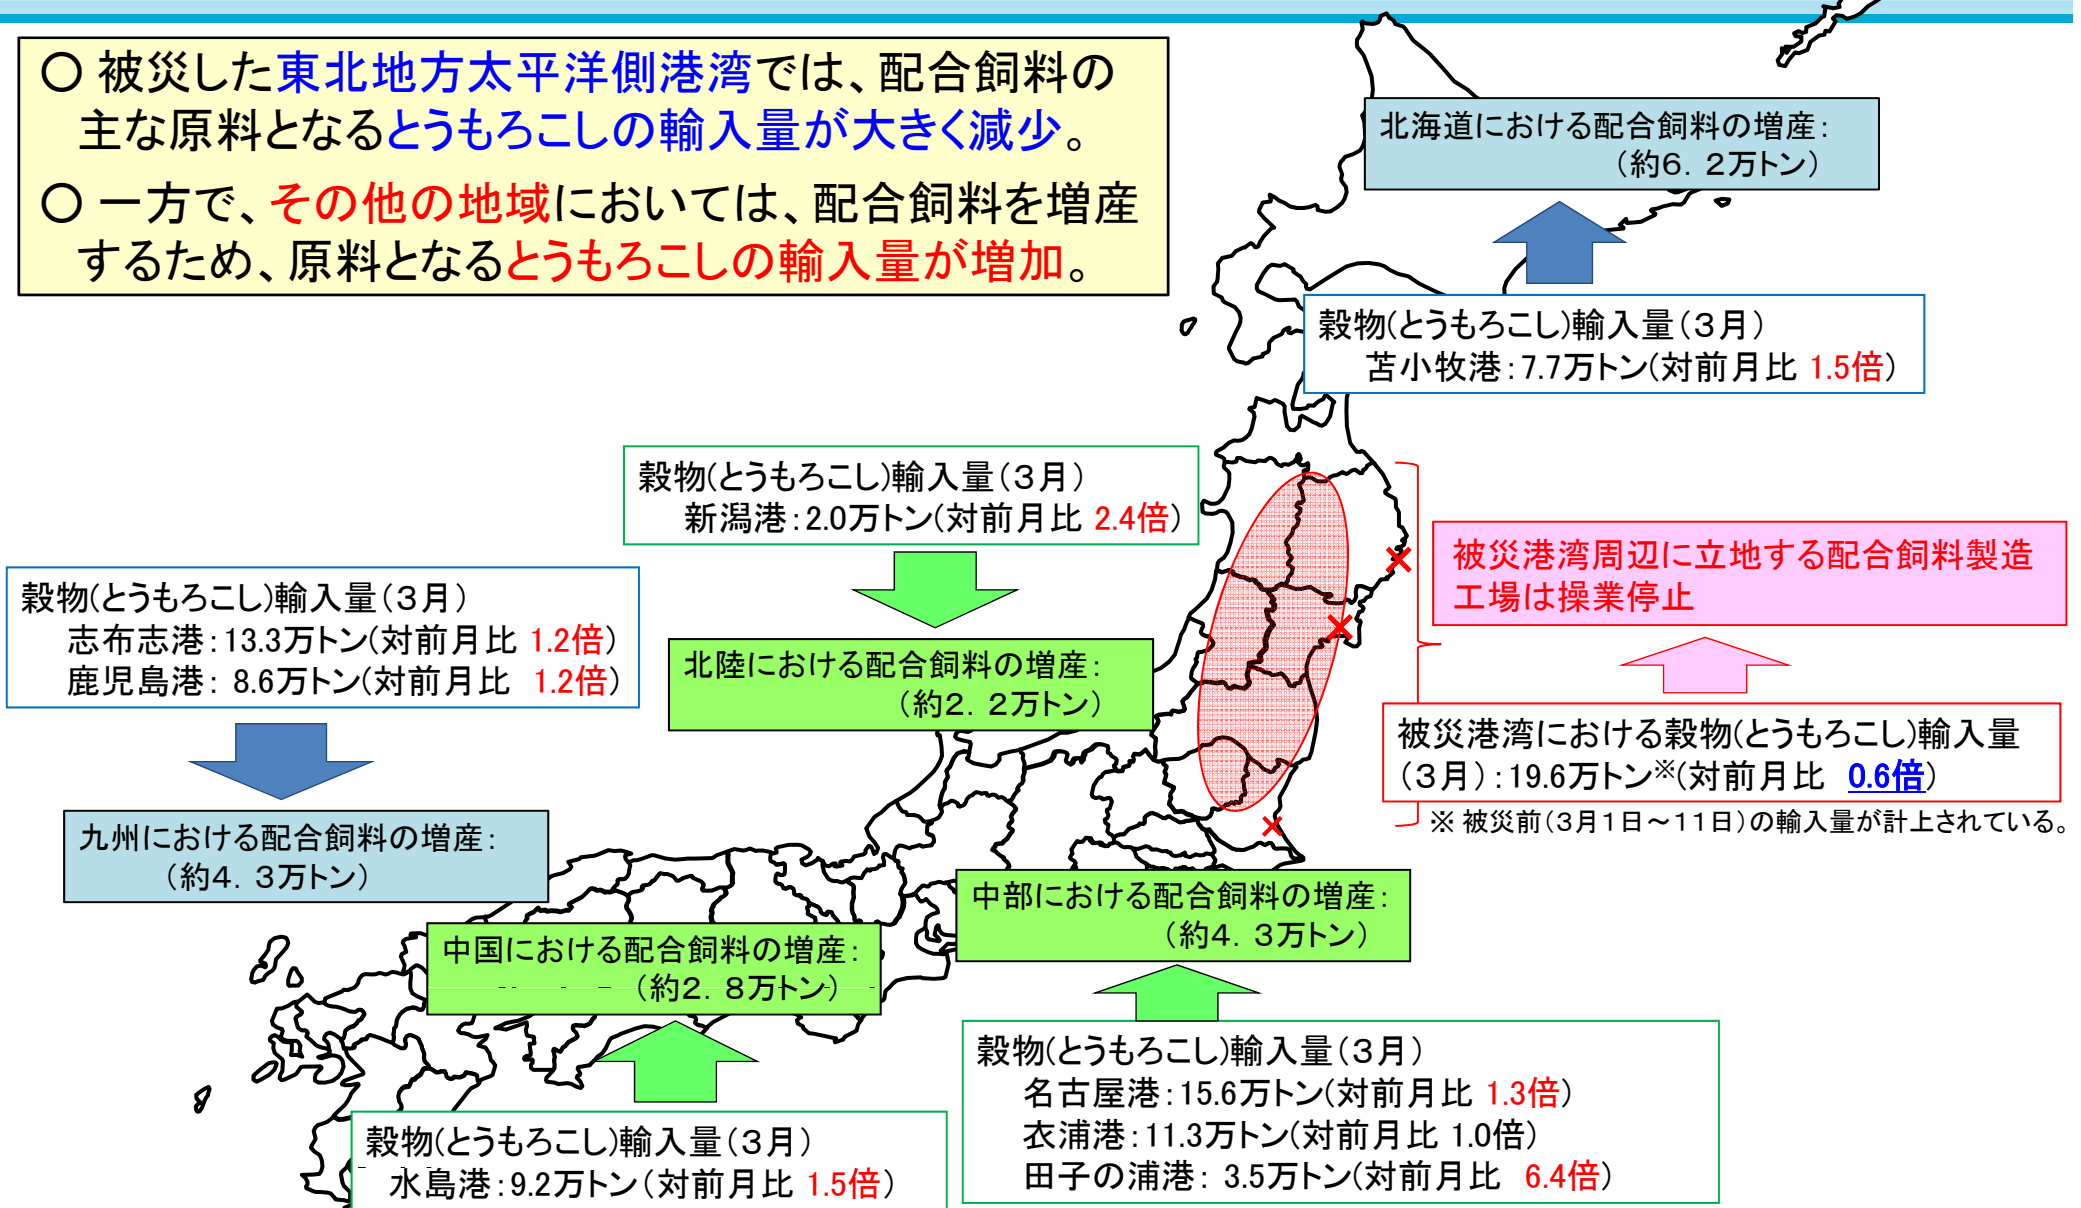 ○ 被災した東北地方太平洋側港湾では、配合飼料の
主な原料となるとうもろこしの輸入量が大きく減少。
○ 一方で、その他の地域においては、配合飼料を増産
するため、原料となるとうもろこしの輸入量が増加。
北海道における配合飼料の増産：
（約６．２万トン）
穀物(とうもろこし)輸入量（３月）
苫小牧港：7.7万トン(対前月比 1.5倍）
穀物(とうもろこし)輸入量（３月）
新潟港：2.0万トン(対前月比 2.4倍）
北陸における配合飼料の増産：
（約２．２万トン）
被災港湾周辺に立地する配合飼料製造
工場は操業停止
被災港湾における穀物(とうもろこし)輸入量
（３月）：19.6万トン※(対前月比 0.6倍）
※ 被災前（３月１日～１１日）の輸入量が計上されている。
穀物(とうもろこし)輸入量（３月）
志布志港：13.3万トン(対前月比 1.2倍）
鹿児島港： 8.6万トン(対前月比 1.2倍）
九州における配合飼料の増産：
（約４．３万トン）
中国における配合飼料の増産：
（約２．８万トン）
穀物(とうもろこし)輸入量（３月）
水島港：9.2万トン（対前月比 1.5倍）
中部における配合飼料の増産：
（約４．３万トン）
穀物(とうもろこし)輸入量（３月）
名古屋港：15.6万トン(対前月比 1.3倍）
衣浦港：11.3万トン(対前月比 1.0倍）
田子の浦港： 3.5万トン(対前月比 6.4倍）